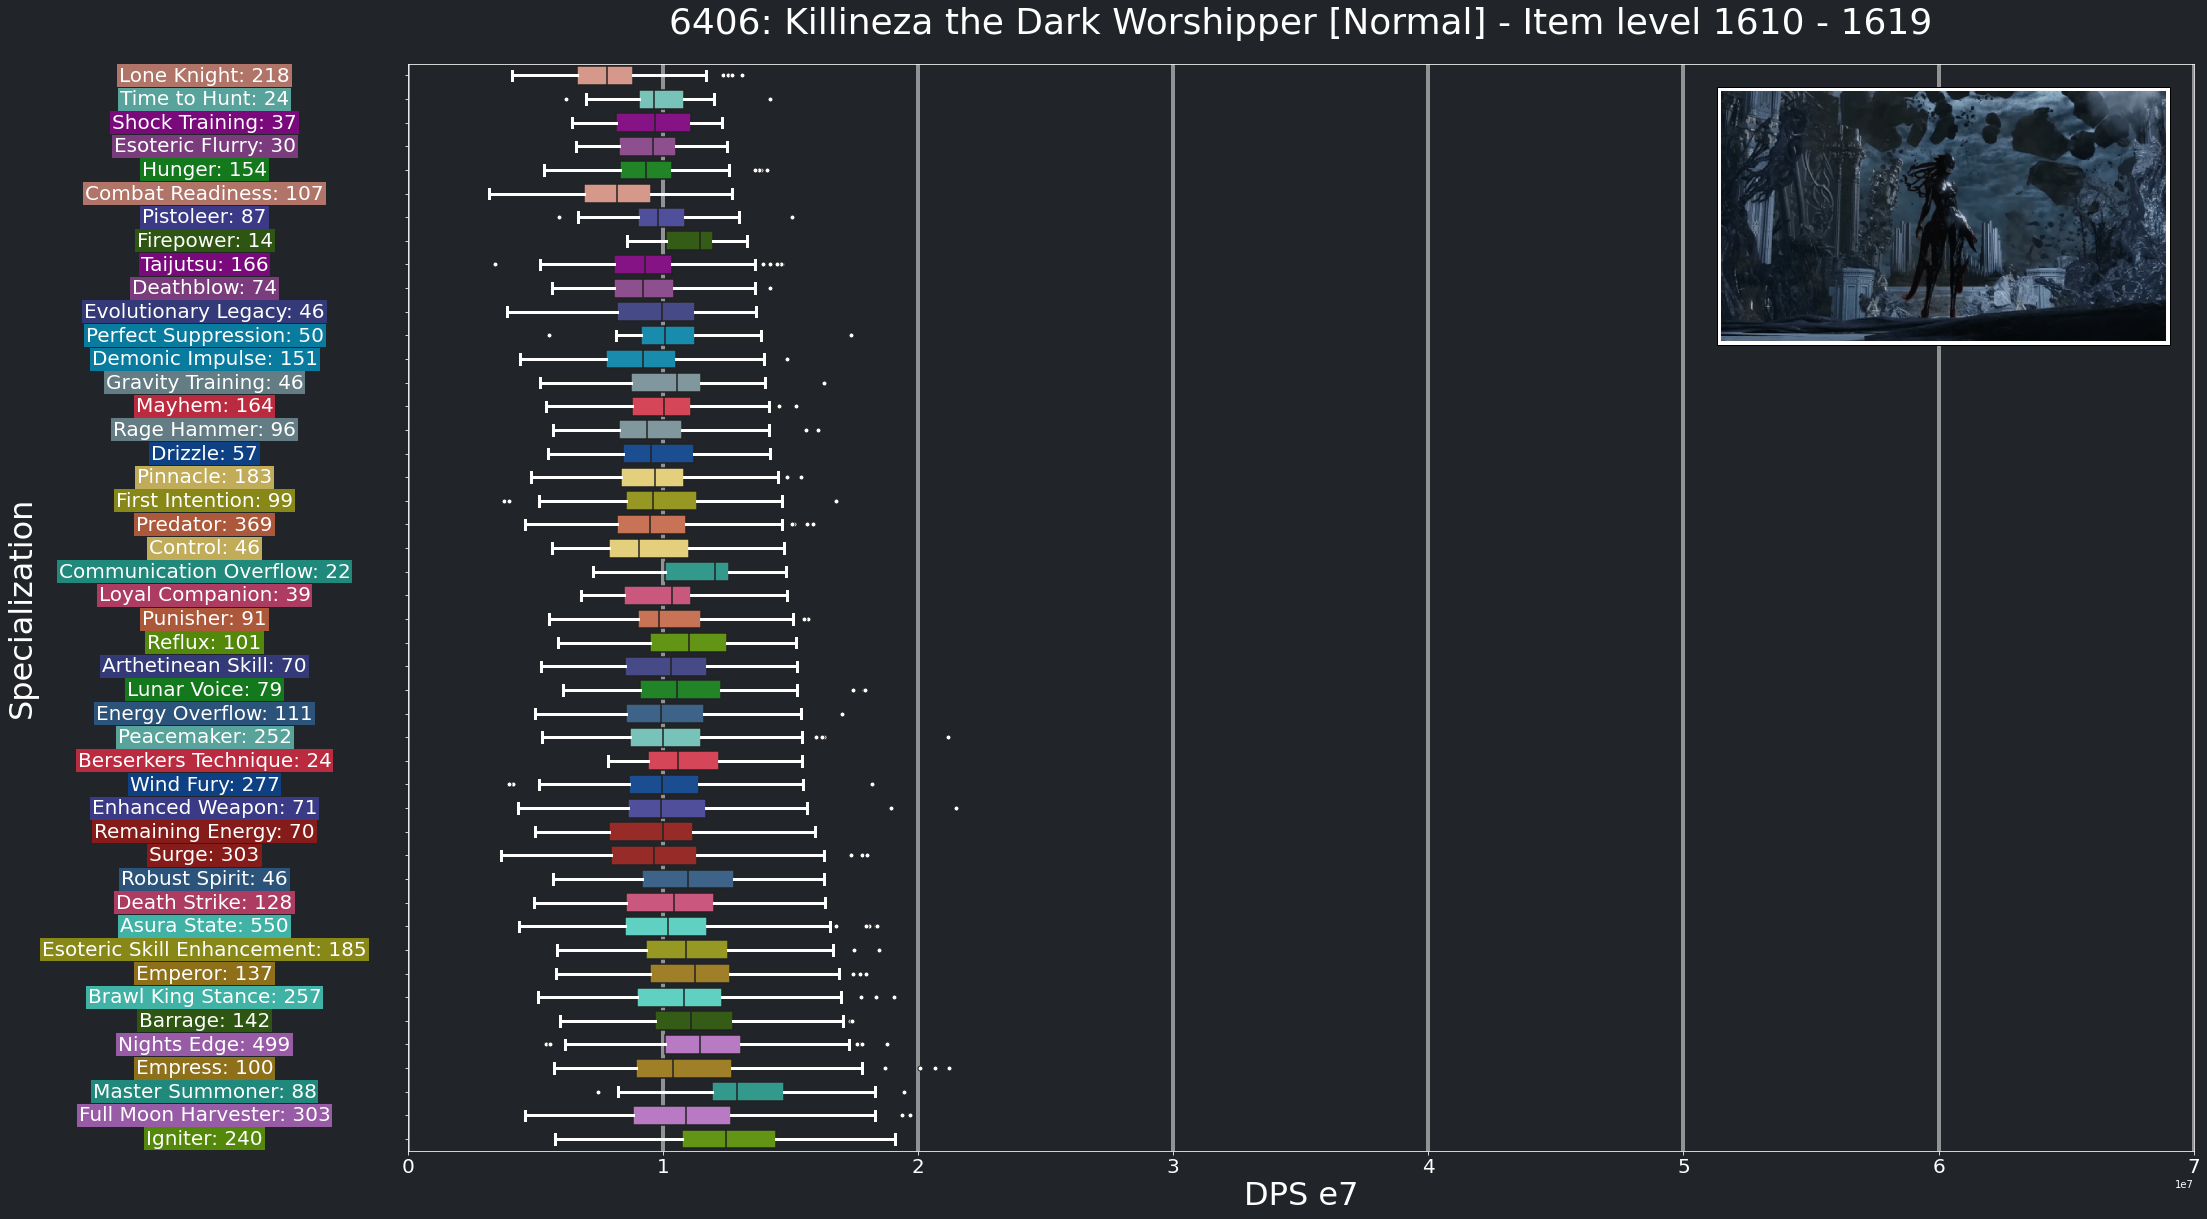 6406: Killineza the Dark Worshipper [Normal] - Item level 1610 - 1619
Specialization
Lone Knight: 218
Time to Hunt: 24
Shock Training: 37
Esoteric Flurry: 30
Hunger: 154
Combat Readiness: 107
Pistoleer: 87
Firepower: 14
Taijutsu: 166
Deathblow: 74
Evolutionary Legacy: 46
Perfect Suppression: 50
Demonic Impulse: 151
Gravity Training: 46
Mayhem: 164
Rage Hammer: 96
Drizzle: 57
Pinnacle: 183
First Intention: 99
Predator: 369
Control: 46
Communication Overflow: 22
Loyal Companion: 39
Punisher: 91
Reflux: 101
Arthetinean Skill: 70
Lunar Voice: 79
Energy Overflow: 111
Peacemaker: 252
Berserkers Technique: 24
Wind Fury: 277
Enhanced Weapon: 71
Remaining Energy: 70
Surge: 303
Robust Spirit: 46
Death Strike: 128
Asura State: 550
Esoteric Skill Enhancement: 185
Emperor: 137
Brawl King Stance: 257
Barrage: 142
Nights Edge: 499
Empress: 100
Master Summoner: 88
Full Moon Harvester: 303
Igniter: 240
0 1 2 3 4 5 6 7
1e7
DPS e7